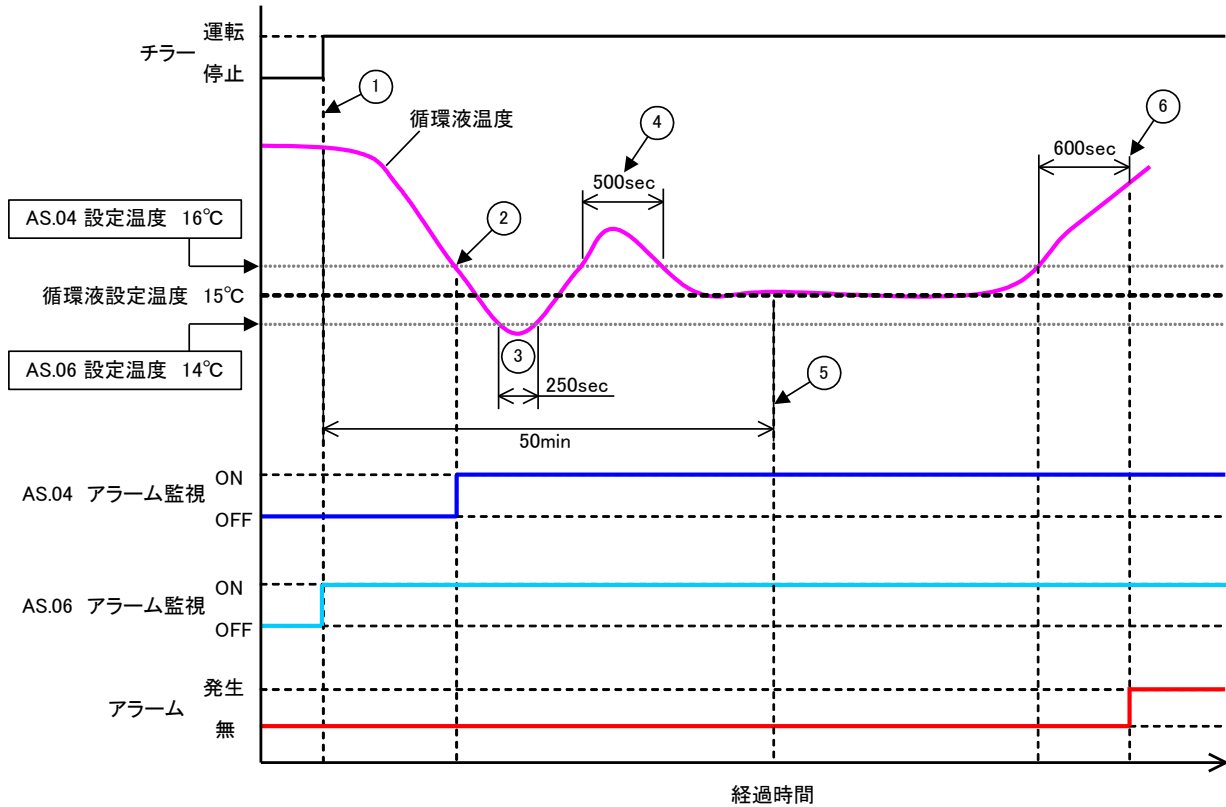 運転
チラー
停止
①
循環液温度
④
⑥
500sec
600sec
AS.04 設定温度 16℃
②
循環液設定温度 15℃
AS.06 設定温度 14℃
③
250sec
⑤
50min
ON
AS.04 アラーム監視
OFF
ON
AS.06 アラーム監視
OFF
発生
アラーム
無
経過時間